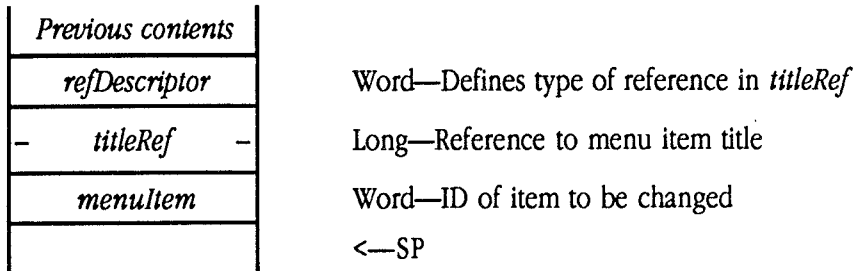 Previous contents
refDescriptor Word—Defines type of reference in titleRef
– titleRef – Long—Reference to menu item title
menuItem Word—ID of item to be changed
<—SP